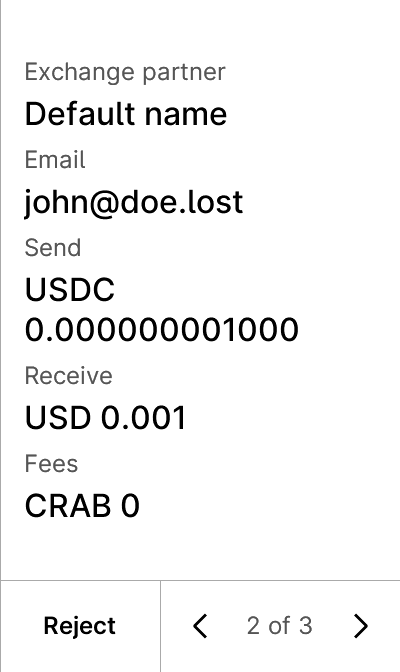 Exchange partner
Default name
Email
john@doe.lost
Send
USDC
0.000000001000
Receive
USD 0.001
Fees
CRAB 0
Reject
2 of 3